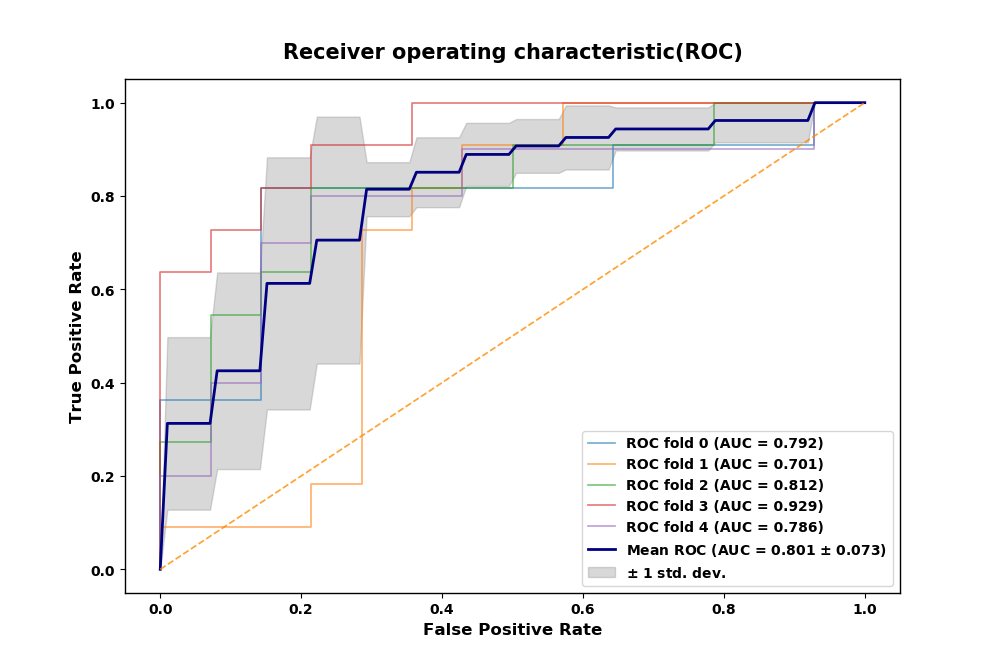 Receiver operating characteristic(ROC)
True Positive Rate
1.0
0.8
0.6
0.4
0.2
0.0
ROC fold 0 (AUC = 0.792)
ROC fold 1 (AUC = 0.701)
ROC fold 2 (AUC = 0.812)
ROC fold 3 (AUC = 0.929)
ROC fold 4 (AUC = 0.786)
Mean ROC (AUC = 0.801 ± 0.073)
± 1 std. dev.
0.0 0.2 0.4 0.6 0.8 1.0
False Positive Rate